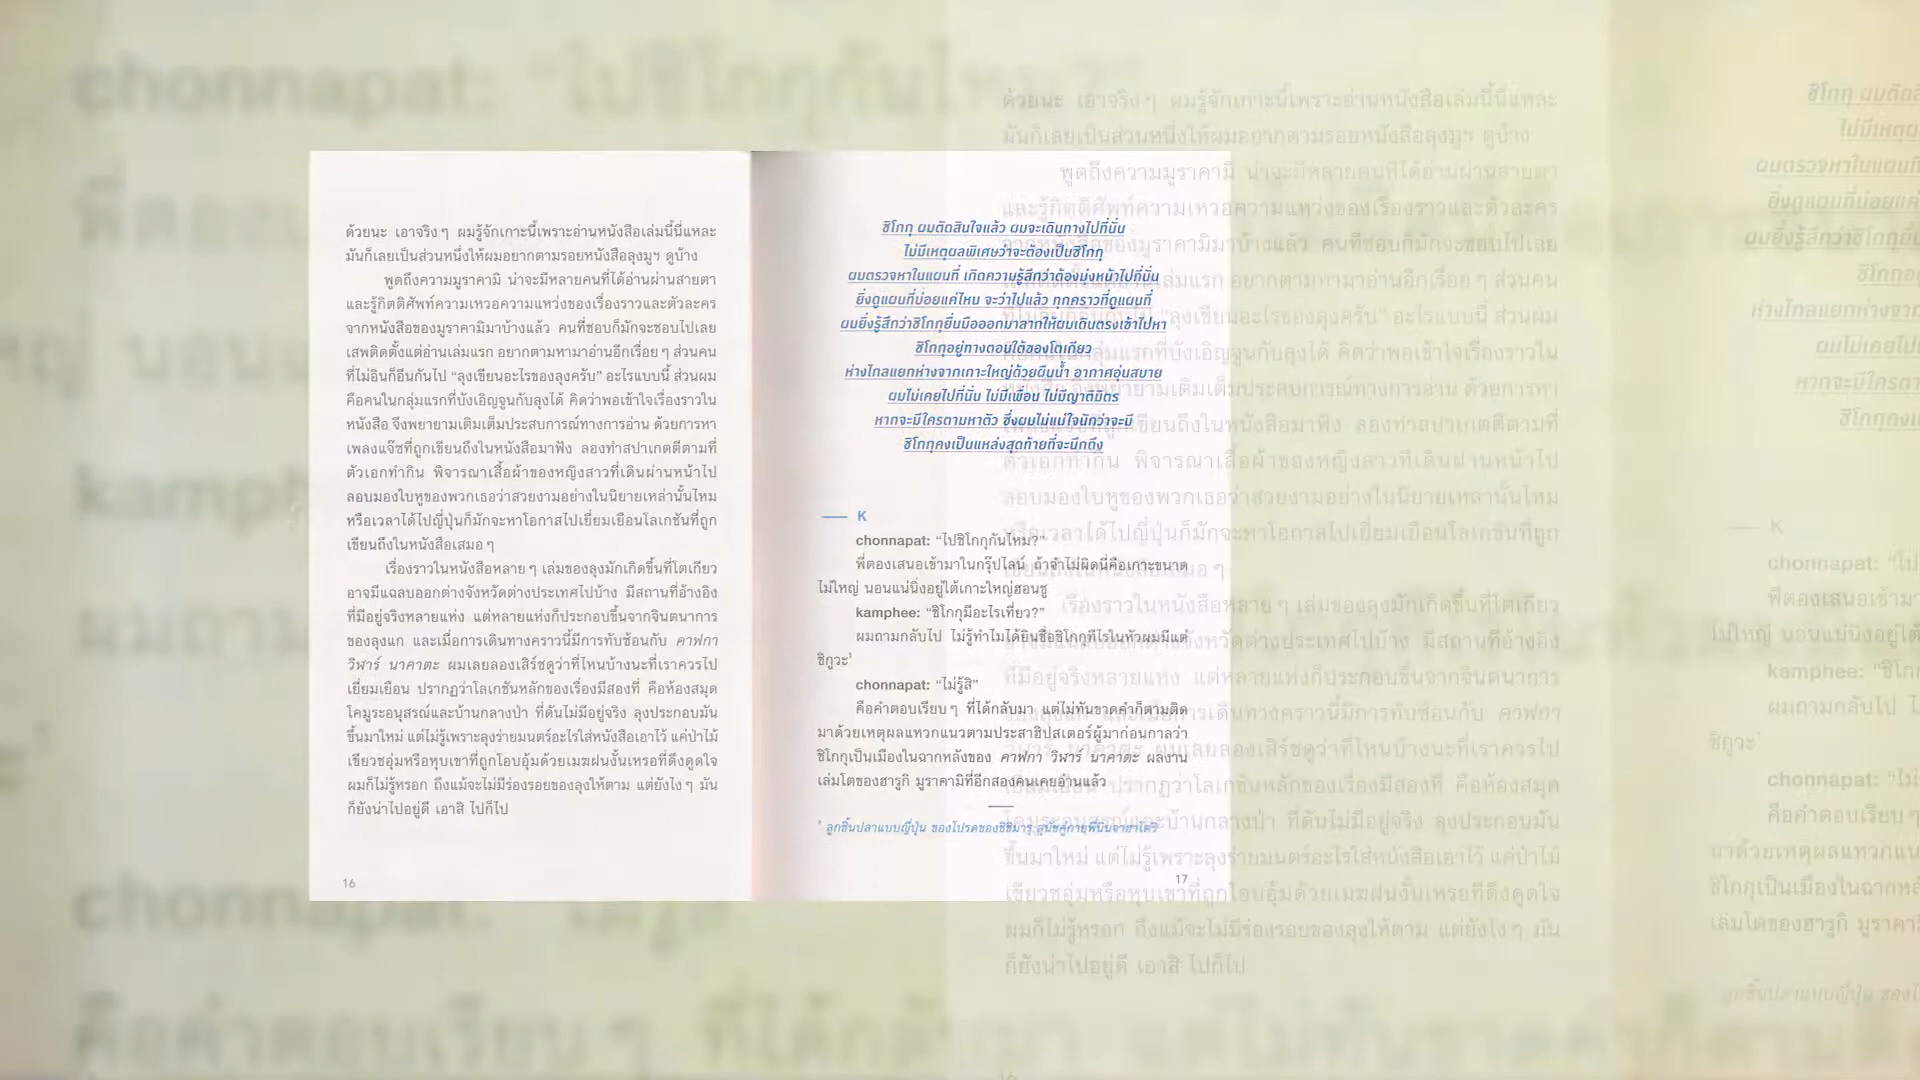 ด้วยนะ เอาจริง ๆ ผมรู้จักเกาะนี้เพราะอ่านหนังสือเล่มนี้นี่แหละ
มันก็เลยเป็นส่วนหนึ่งให้ผมอยากตามรอยหนังสือลุงมูฯ ดูบ้าง
พูดถึงความมูราคามิ น่าจะมีหลายคนที่ได้อ่านผ่านสายตา
และรู้กิตติศัพท์ความเหวอความแหว่งของเรื่องราวและตัวละคร
จากหนังสือของมูราคามิมาบ้างแล้ว คนที่ชอบก็มักจะชอบไปเลย
เสพติดตั้งแต่อ่านเล่มแรก อยากตามหามาอ่านอีกเรื่อย ๆ ส่วนคน
ที่ไม่อินก็อึนกันไป “ลุงเขียนอะไรของลุงครับ” อะไรแบบนี้ ส่วนผม
คือคนในกลุ่มแรกที่บังเอิญจูนกับลุงได้ คิดว่าพอเข้าใจเรื่องราวใน
หนังสือ จึงพยายามเติมเต็มประสบการณ์ทางการอ่าน ด้วยการหา
เพลงแจ๊ซที่ถูกเขียนถึงในหนังสือมาฟัง ลองทำสปาเกตตีตามที่
ตัวเอกทำกิน พิจารณาเสื้อผ้าของหญิงสาวที่เดินผ่านหน้าไป
ลอบมองใบหูของพวกเธอว่าสวยงามอย่างในนิยายเหล่านั้นไหม
หรือเวลาได้ไปญี่ปุ่นก็มักจะหาโอกาสไปเยี่ยมเยือนโลเกชันที่ถูก
เขียนถึงในหนังสือเสมอ ๆ
เรื่องราวในหนังสือหลาย ๆ เล่มของลุงมักเกิดขึ้นที่โตเกียว
อาจมีแฉลบออกต่างจังหวัดต่างประเทศไปบ้าง มีสถานที่อ้างอิง
ที่มีอยู่จริงหลายแห่ง แต่หลายแห่งก็ประกอบขึ้นจากจินตนาการ
ของลุงแก และเมื่อการเดินทางคราวนี้มีการทับซ้อนกับ คาฟกา
วิฬาร์ นาคาตะ ผมเลยลองเสิร์ชดูว่าที่ไหนบ้างนะที่เราควรไป
เยี่ยมเยือน ปรากฏว่าโลเกชันหลักของเรื่องมีสองที่ คือห้องสมุด
โคมูระอนุสรณ์และบ้านกลางป่า ที่ดันไม่มีอยู่จริง ลุงประกอบมัน
ขึ้นมาใหม่ แต่ไม่รู้เพราะลุงร่ายมนตร์อะไรใส่หนังสือเอาไว้ แค่ป่าไม้
เขียวชอุ่มหรือหุบเขาที่ถูกโอบอุ้มด้วยเมฆฝนงั้นเหรอที่ดึงดูดใจ
ผมก็ไม่รู้หรอก ถึงแม้จะไม่มีร่องรอยของลุงให้ตาม แต่ยังไง ๆ มัน
ก็ยังน่าไปอยู่ดี เอาสิ ไปก็ไป
16
ชิโกกุ ผมตัดสินใจแล้ว ผมจะเดินทางไปที่นั่น
ไม่มีเหตุผลพิเศษว่าจะต้องเป็นชิโกกุ
ผมตรวจหาในแผนที่ เกิดความรู้สึกว่าต้องมุ่งหน้าไปที่นั่น
ยิ่งดูแผนที่บ่อยแค่ไหน จะว่าไปแล้ว ทุกคราวที่ดูแผนที่
ผมยิ่งรู้สึกว่าชิโกกุยื่นมือออกมาลากให้ผมเดินตรงเข้าไปหา
ชิโกกุอยู่ทางตอนใต้ของโตเกียว
ห่างไกลแยกห่างจากเกาะใหญ่ด้วยผืนน้ำ อากาศอุ่นสบาย
ผมไม่เคยไปที่นั่น ไม่มีเพื่อน ไม่มีญาติมิตร
หากจะมีใครตามหาตัว ซึ่งผมไม่แน่ใจนักว่าจะมี
ชิโกกุคงเป็นแหล่งสุดท้ายที่จะนึกถึง
K
chonnapat: “ไปชิโกกุกันไหม?”
พี่ตองเสนอเข้ามาในกรุ๊ปไลน์ ถ้าจำไม่ผิดนี่คือเกาะขนาด
ไม่ใหญ่ นอนแน่นิ่งอยู่ใต้เกาะใหญ่ฮอนชู
kamphee: “ชิโกกุมีอะไรเที่ยว?”
ผมถามกลับไป ไม่รู้ทำไมได้ยินชื่อชิโกกุทีไรในหัวผมมีแต่
ชิกูวะ¹
chonnapat: “ไม่รู้สิ”
คือคำตอบเรียบ ๆ ที่ได้กลับมา แต่ไม่ทันขาดคำก็ตามติด
มาด้วยเหตุผลแหวกแนวตามประสาฮิปสเตอร์ผู้มาก่อนกาลว่า
ชิโกกุเป็นเมืองในฉากหลังของ คาฟกา วิฬาร์ นาคาตะ ผลงาน
เล่มโตของฮารูกิ มูราคามิที่อีกสองคนเคยอ่านแล้ว
17